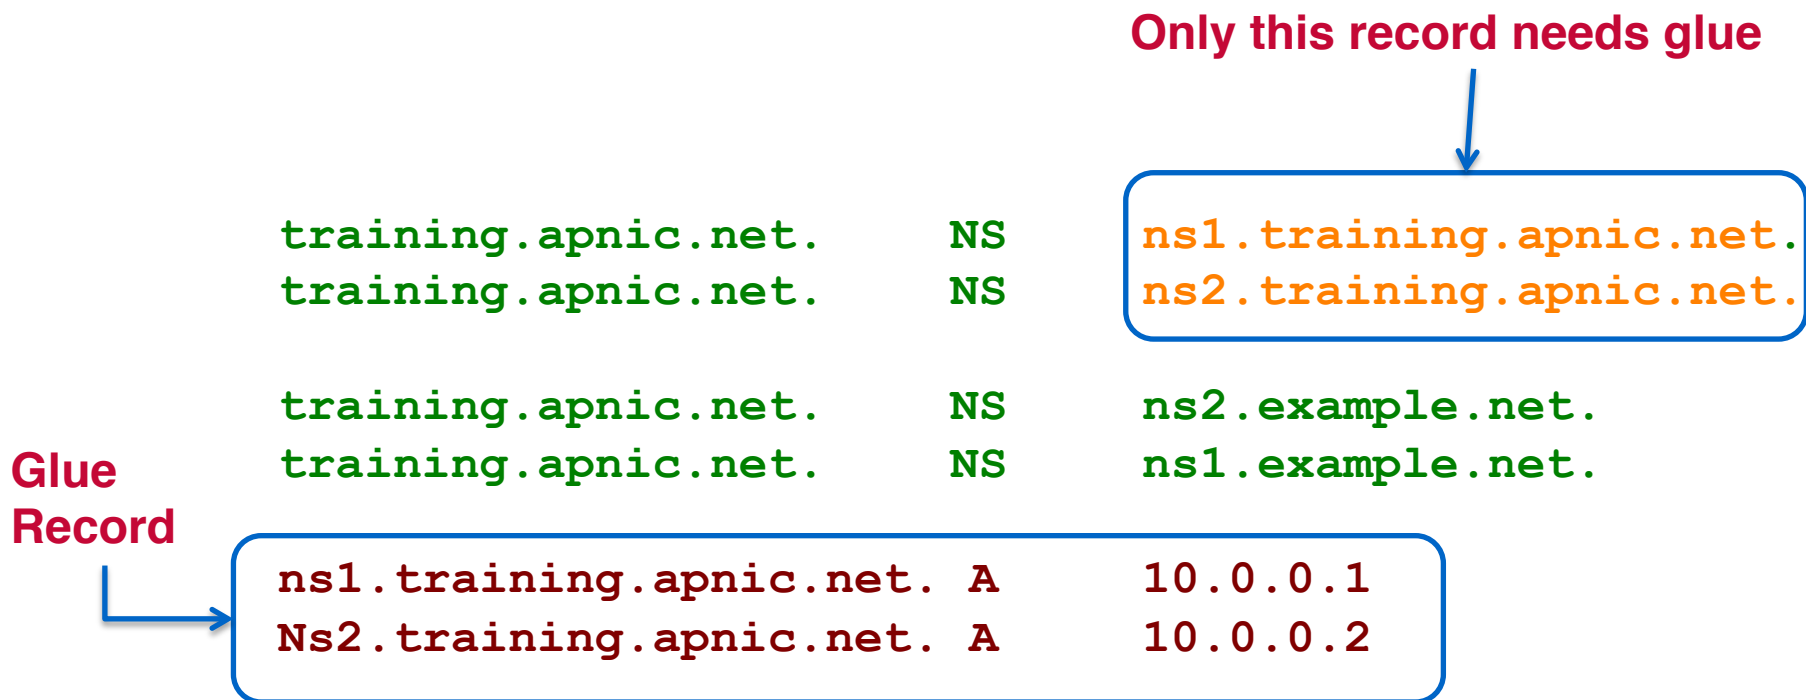 Only this record needs glue
training.apnic.net. NS ns1.training.apnic.net.
training.apnic.net. NS ns2.training.apnic.net.
training.apnic.net. NS ns2.example.net.
training.apnic.net. NS ns1.example.net.
Glue
Record
ns1.training.apnic.net. A 10.0.0.1
Ns2.training.apnic.net. A 10.0.0.2